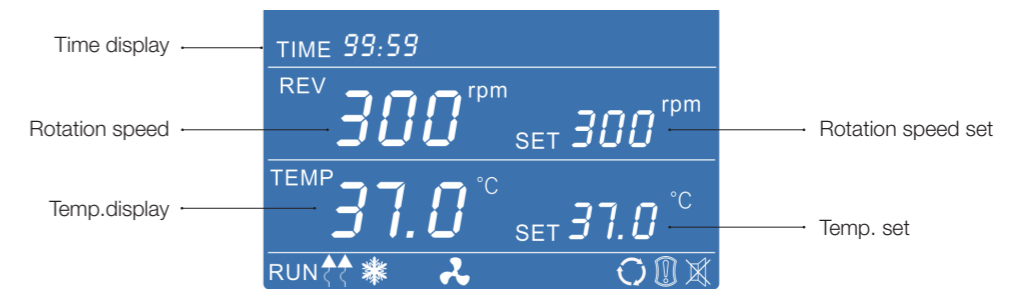 Time display
TIME 99:59
REV
300 rpm
SET 300 rpm
Rotation speed
Rotation speed set
TEMP
37.0 °C
SET 37.0 °C
Temp.display
Temp. set
RUN